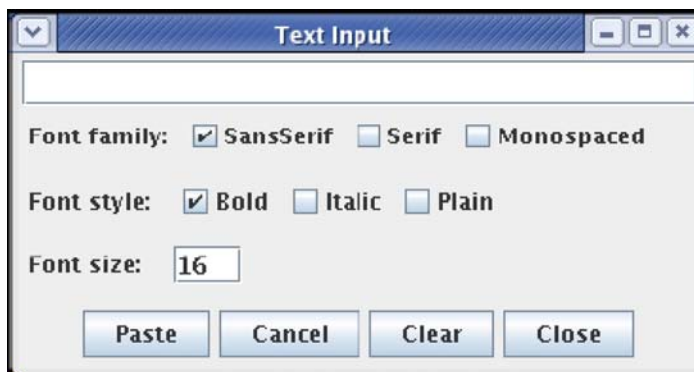 Text Input
Font family: SansSerif Serif Monospaced
Font style: Bold Italic Plain
Font size: 16
Paste Cancel Clear Close